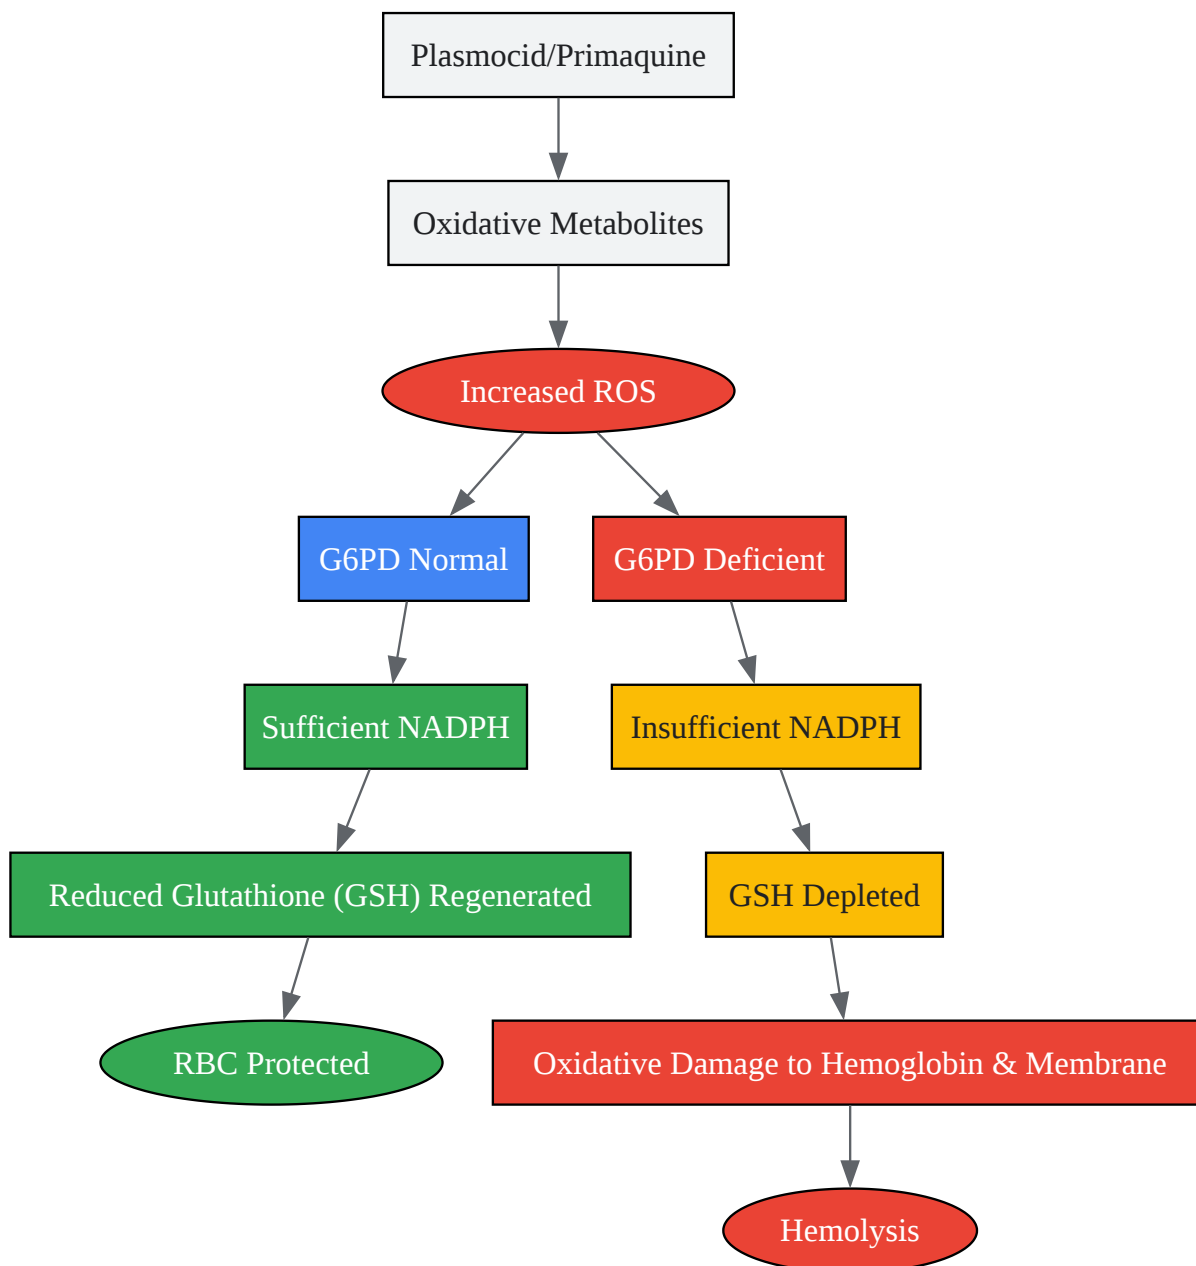 Plasmocid/Primaquine
Oxidative Metabolites
Increased ROS
G6PD Normal
G6PD Deficient
Sufficient NADPH
Insufficient NADPH
Reduced Glutathione (GSH) Regenerated
GSH Depleted
RBC Protected
Oxidative Damage to Hemoglobin & Membrane
Hemolysis